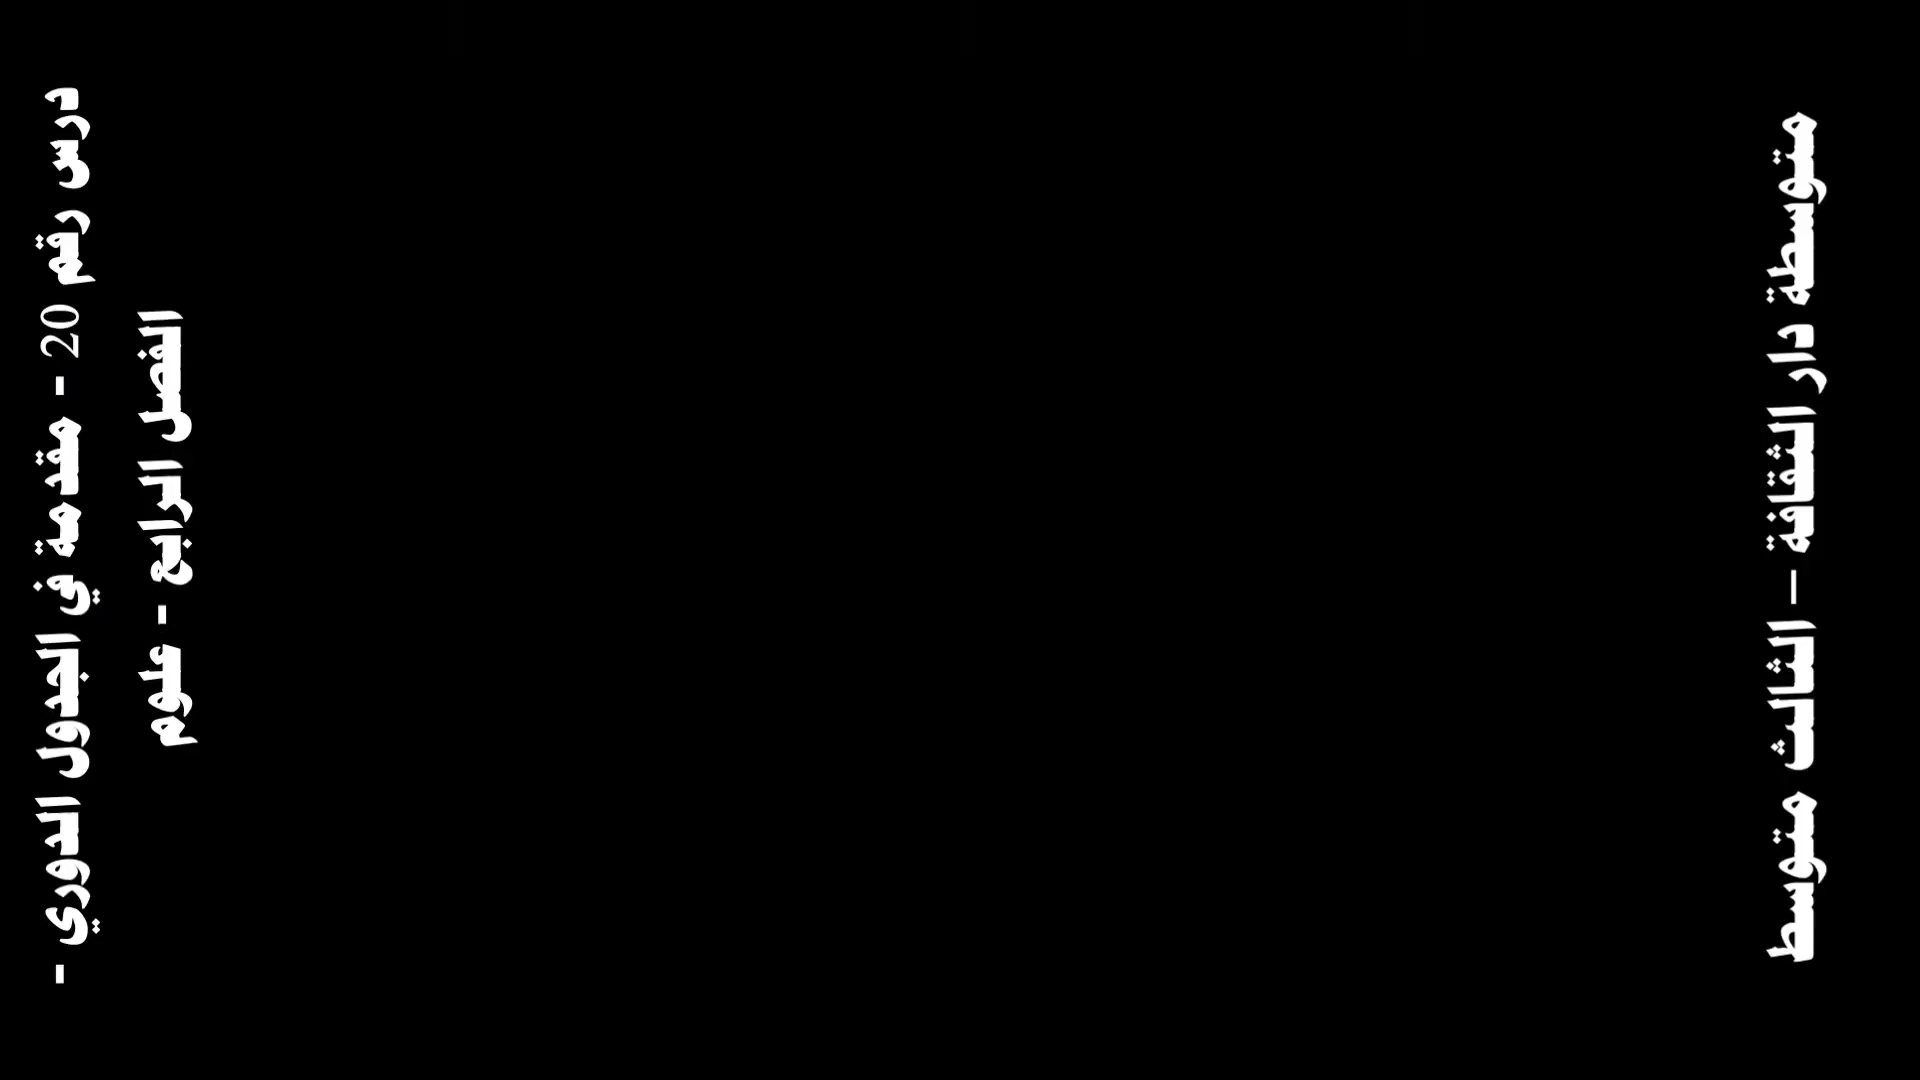 درس رقم 20 - مقدمة في الجدول الدوري -
الفصل الرابع - علوم
متوسطة دار الثقافة – الثالث متوسط